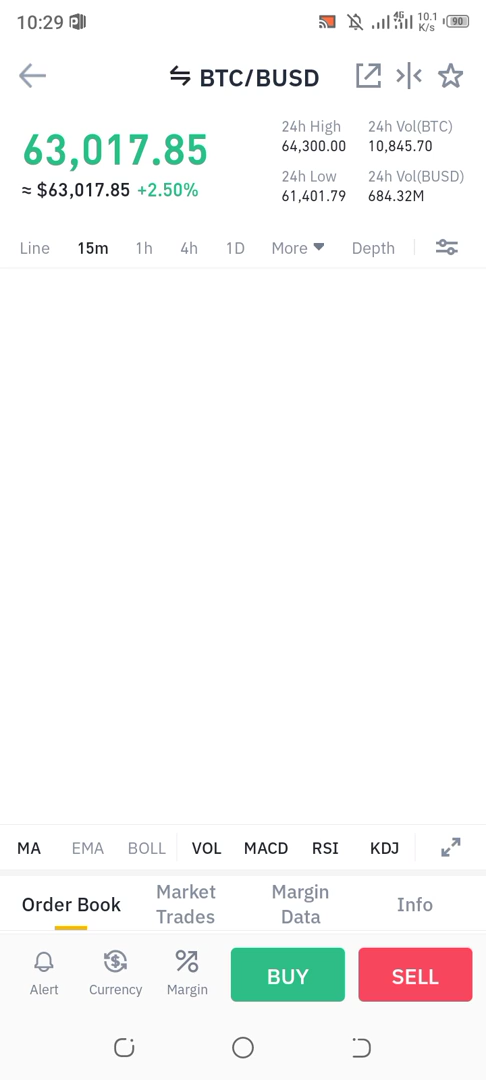 10:29
4G
10.1 K/s
90
BTC/BUSD
63,017.85
≈ $63,017.85 +2.50%
24h High
64,300.00
24h Vol(BTC)
10,845.70
24h Low
61,401.79
24h Vol(BUSD)
684.32M
Line 15m 1h 4h 1D More Depth
MA EMA BOLL VOL MACD RSI KDJ
Order Book
Market
Trades
Margin
Data
Info
Alert
Currency
Margin
BUY
SELL